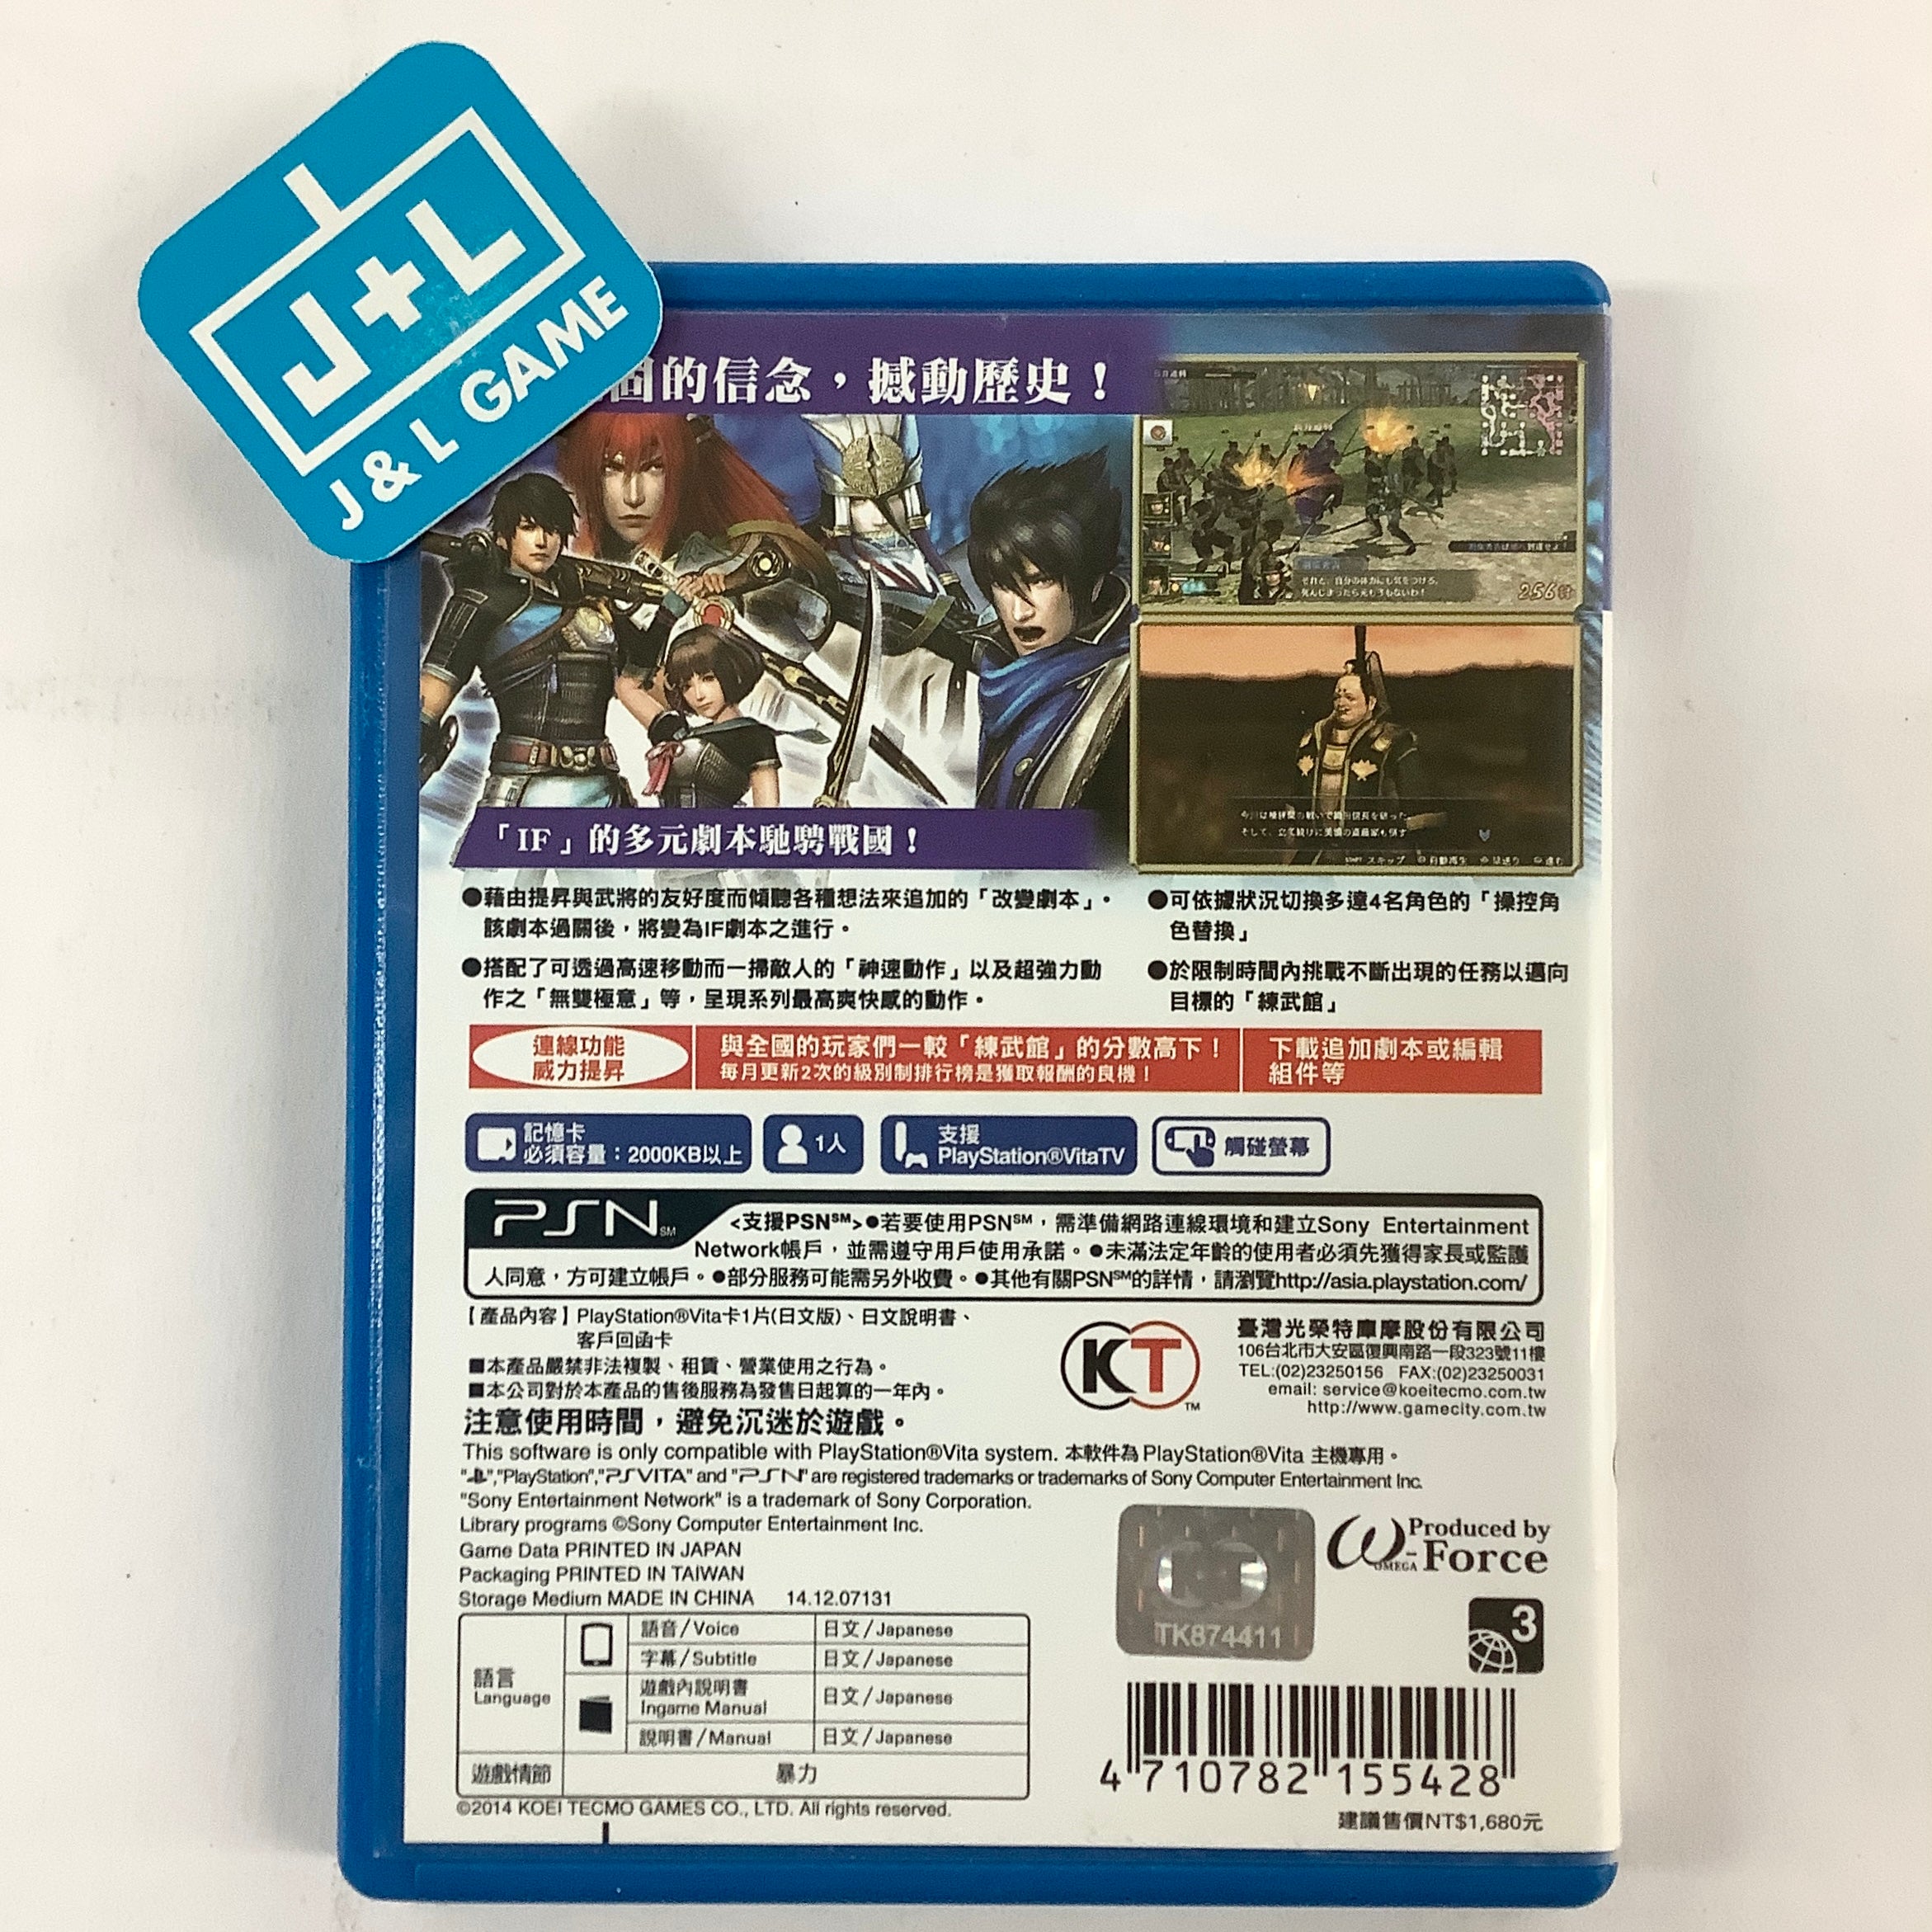 J+L
J & L GAME
固的信念，撼動歷史！
256
「IF」的多元劇本馳騁戰國！
●藉由提昇與武將的友好度而傾聽各種想法來追加的「改變劇本」。
該劇本過關後，將變為IF劇本之進行。
●搭配了可透過高速移動而一掃敵人的「神速動作」以及超強力動
作之「無雙極意」等，呈現系列最高爽快感的動作。
●可依據狀況切換多達4名角色的「操控角
色替換」
●於限制時間內挑戰不斷出現的任務以邁向
目標的「練武館」
連線功能
威力提昇
與全國的玩家們一較「練武館」的分數高下！
每月更新2次的級別制排行榜是獲取報酬的良機！
下載追加劇本或編輯
組件等
記憶卡
必須容量：2000KB以上
1人
支援
PlayStation®VitaTV
觸碰螢幕
PSN℠
<支援PSN℠>●若要使用PSN℠，需準備網路連線環境和建立Sony Entertainment
Network帳戶，並需遵守用戶使用承諾。●未滿法定年齡的使用者必須先獲得家長或監護
人同意，方可建立帳戶。●部分服務可能需另外收費。●其他有關PSN℠的詳情，請瀏覽http://asia.playstation.com/
【產品內容】PlayStation®Vita卡1片(日文版)、日文說明書、
客戶回函卡
■本產品嚴禁非法複製、租賃、營業使用之行為。
■本公司對於本產品的售後服務為發售日起算的一年內。
注意使用時間，避免沉迷於遊戲。
KT™
臺灣光榮特庫摩股份有限公司
106台北市大安區復興南路一段323號11樓
TEL:(02)23250156 FAX:(02)23250031
email: service@koeitecmo.com.tw
http://www.gamecity.com.tw
This software is only compatible with PlayStation®Vita system. 本軟件為 PlayStation®Vita 主機專用。
"","PlayStation","PSVITA" and "PSN" are registered trademarks or trademarks of Sony Computer Entertainment Inc.
"Sony Entertainment Network" is a trademark of Sony Corporation.
Library programs ©Sony Computer Entertainment Inc.
Game Data PRINTED IN JAPAN
Packaging PRINTED IN TAIWAN
Storage Medium MADE IN CHINA 14.12.07131
TK874411
ω-
OMEGA
Produced by
Force
3
語言
Language
語音/Voice 日文/Japanese
字幕/Subtitle 日文/Japanese
遊戲內說明書
Ingame Manual 日文/Japanese
說明書/Manual 日文/Japanese
遊戲情節 暴力
©2014 KOEI TECMO GAMES CO., LTD. All rights reserved.
4 710782 155428
建議售價NT$1,680元